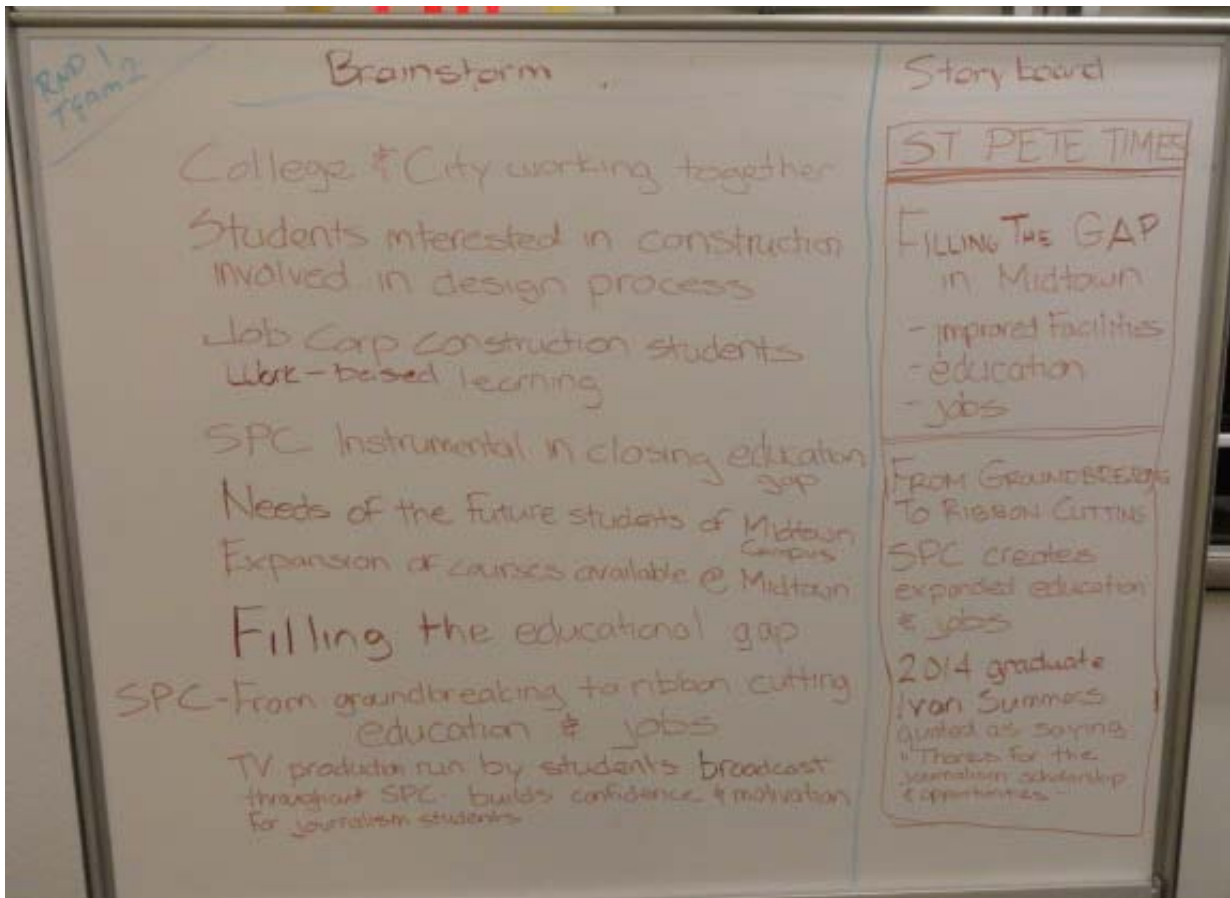 RND 1
Team 2
Brainstorm
College & City working together
Students interested in construction
involved in design process
Job Corp construction students
Work-based learning
SPC Instrumental in closing education
gap
Needs of the future students of Midtown
Campus
Expansion of courses available @ Midtown
Filling the educational gap
SPC-From groundbreaking to ribbon cutting
education & jobs
TV production run by students broadcast
throughout SPC builds confidence & motivation
for journalism students
Story board
ST PETE TIMES
FILLING THE GAP
in Midtown
- improved Facilities
- education
- jobs
FROM
TO RIBBON CUTTING
SPC creates
expanded education
& jobs
2014 graduate
Ivan Summers
quoted as saying
"Thanks for the
journalism scholarship
& opportunities